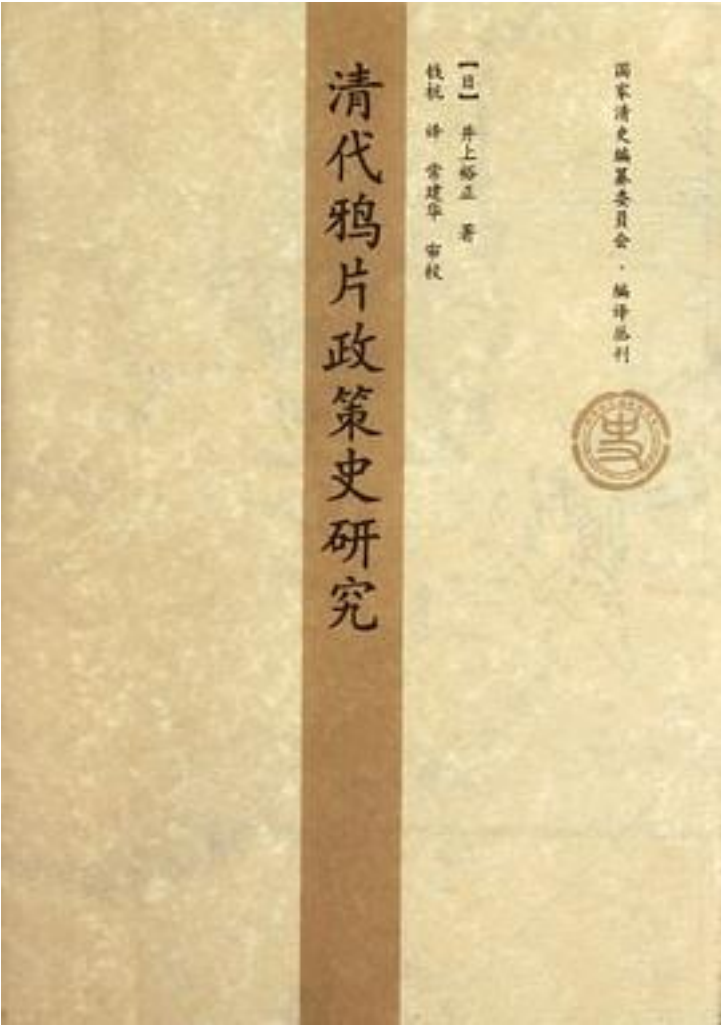 国家清史编纂委员会·编译丛刊
【日】 井上裕正 著
钱杭 译 常建华 审校
清代鸦片政策史研究
史